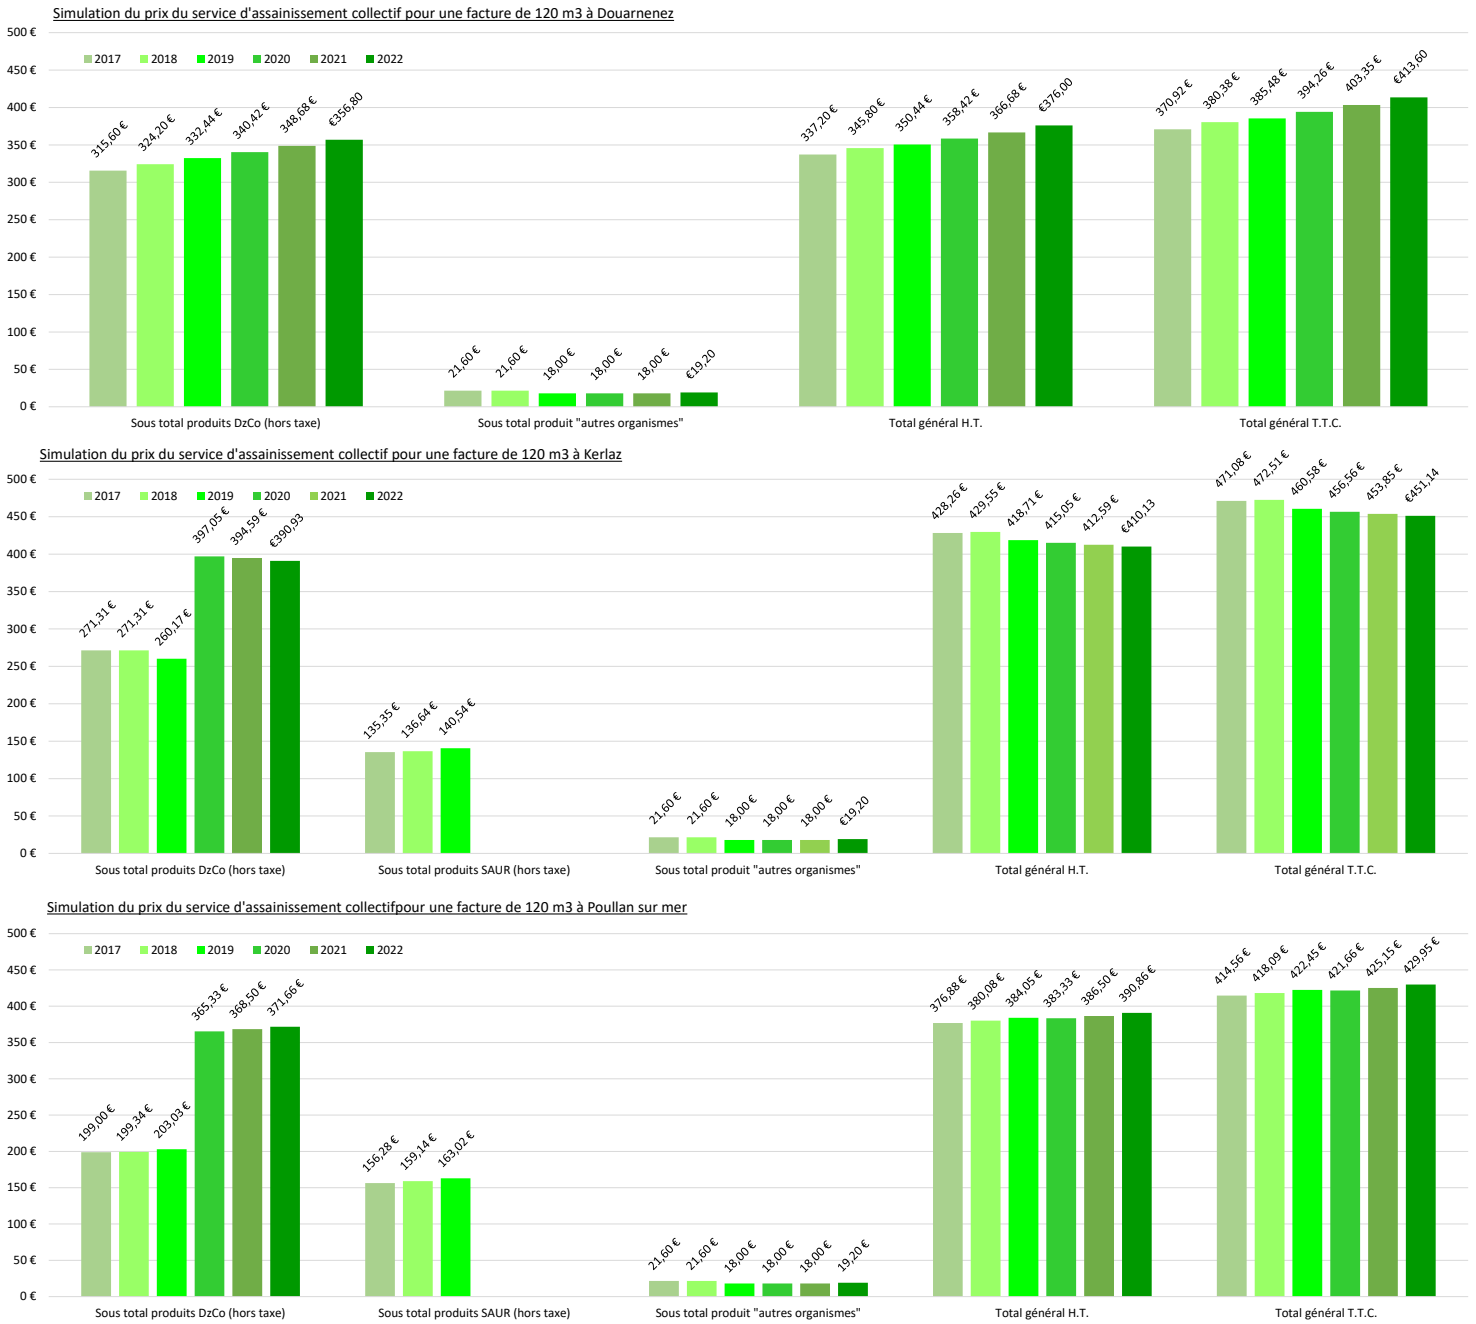 Simulation du prix du service d'assainissement collectif pour une facture de 120 m3 à Douarnenez
500 €
2017 2018 2019 2020 2021 2022
450 €
400 €
350 €
300 €
250 €
200 €
150 €
100 €
50 €
0 €
315,60 € 324,20 € 332,44 € 340,42 € 348,68 € €356,80
21,60 € 21,60 € 18,00 € 18,00 € 18,00 € €19,20
337,20 € 345,80 € 350,44 € 358,42 € 366,68 € €376,00
370,92 € 380,38 € 385,48 € 394,26 € 403,35 € €413,60
Sous total produits DzCo (hors taxe) Sous total produit "autres organismes" Total général H.T. Total général T.T.C.
Simulation du prix du service d'assainissement collectif pour une facture de 120 m3 à Kerlaz
500 €
2017 2018 2019 2020 2021 2022
450 €
400 €
350 €
300 €
250 €
200 €
150 €
100 €
50 €
0 €
271,31 € 271,31 € 260,17 € 397,05 € 394,59 € €390,93
135,35 € 136,64 € 140,54 €
21,60 € 21,60 € 18,00 € 18,00 € 18,00 € €19,20
428,26 € 429,55 € 418,71 € 415,05 € 412,59 € €410,13
471,08 € 472,51 € 460,58 € 456,56 € 453,85 € €451,14
Sous total produits DzCo (hors taxe) Sous total produits SAUR (hors taxe) Sous total produit "autres organismes" Total général H.T. Total général T.T.C.
Simulation du prix du service d'assainissement collectifpour une facture de 120 m3 à Poullan sur mer
500 €
2017 2018 2019 2020 2021 2022
450 €
400 €
350 €
300 €
250 €
200 €
150 €
100 €
50 €
0 €
199,00 € 199,34 € 203,03 € 365,33 € 368,50 € 371,66 €
156,28 € 159,14 € 163,02 €
21,60 € 21,60 € 18,00 € 18,00 € 18,00 € 19,20 €
376,88 € 380,08 € 384,05 € 383,33 € 386,50 € 390,86 €
414,56 € 418,09 € 422,45 € 421,66 € 425,15 € 429,95 €
Sous total produits DzCo (hors taxe) Sous total produits SAUR (hors taxe) Sous total produit "autres organismes" Total général H.T. Total général T.T.C.